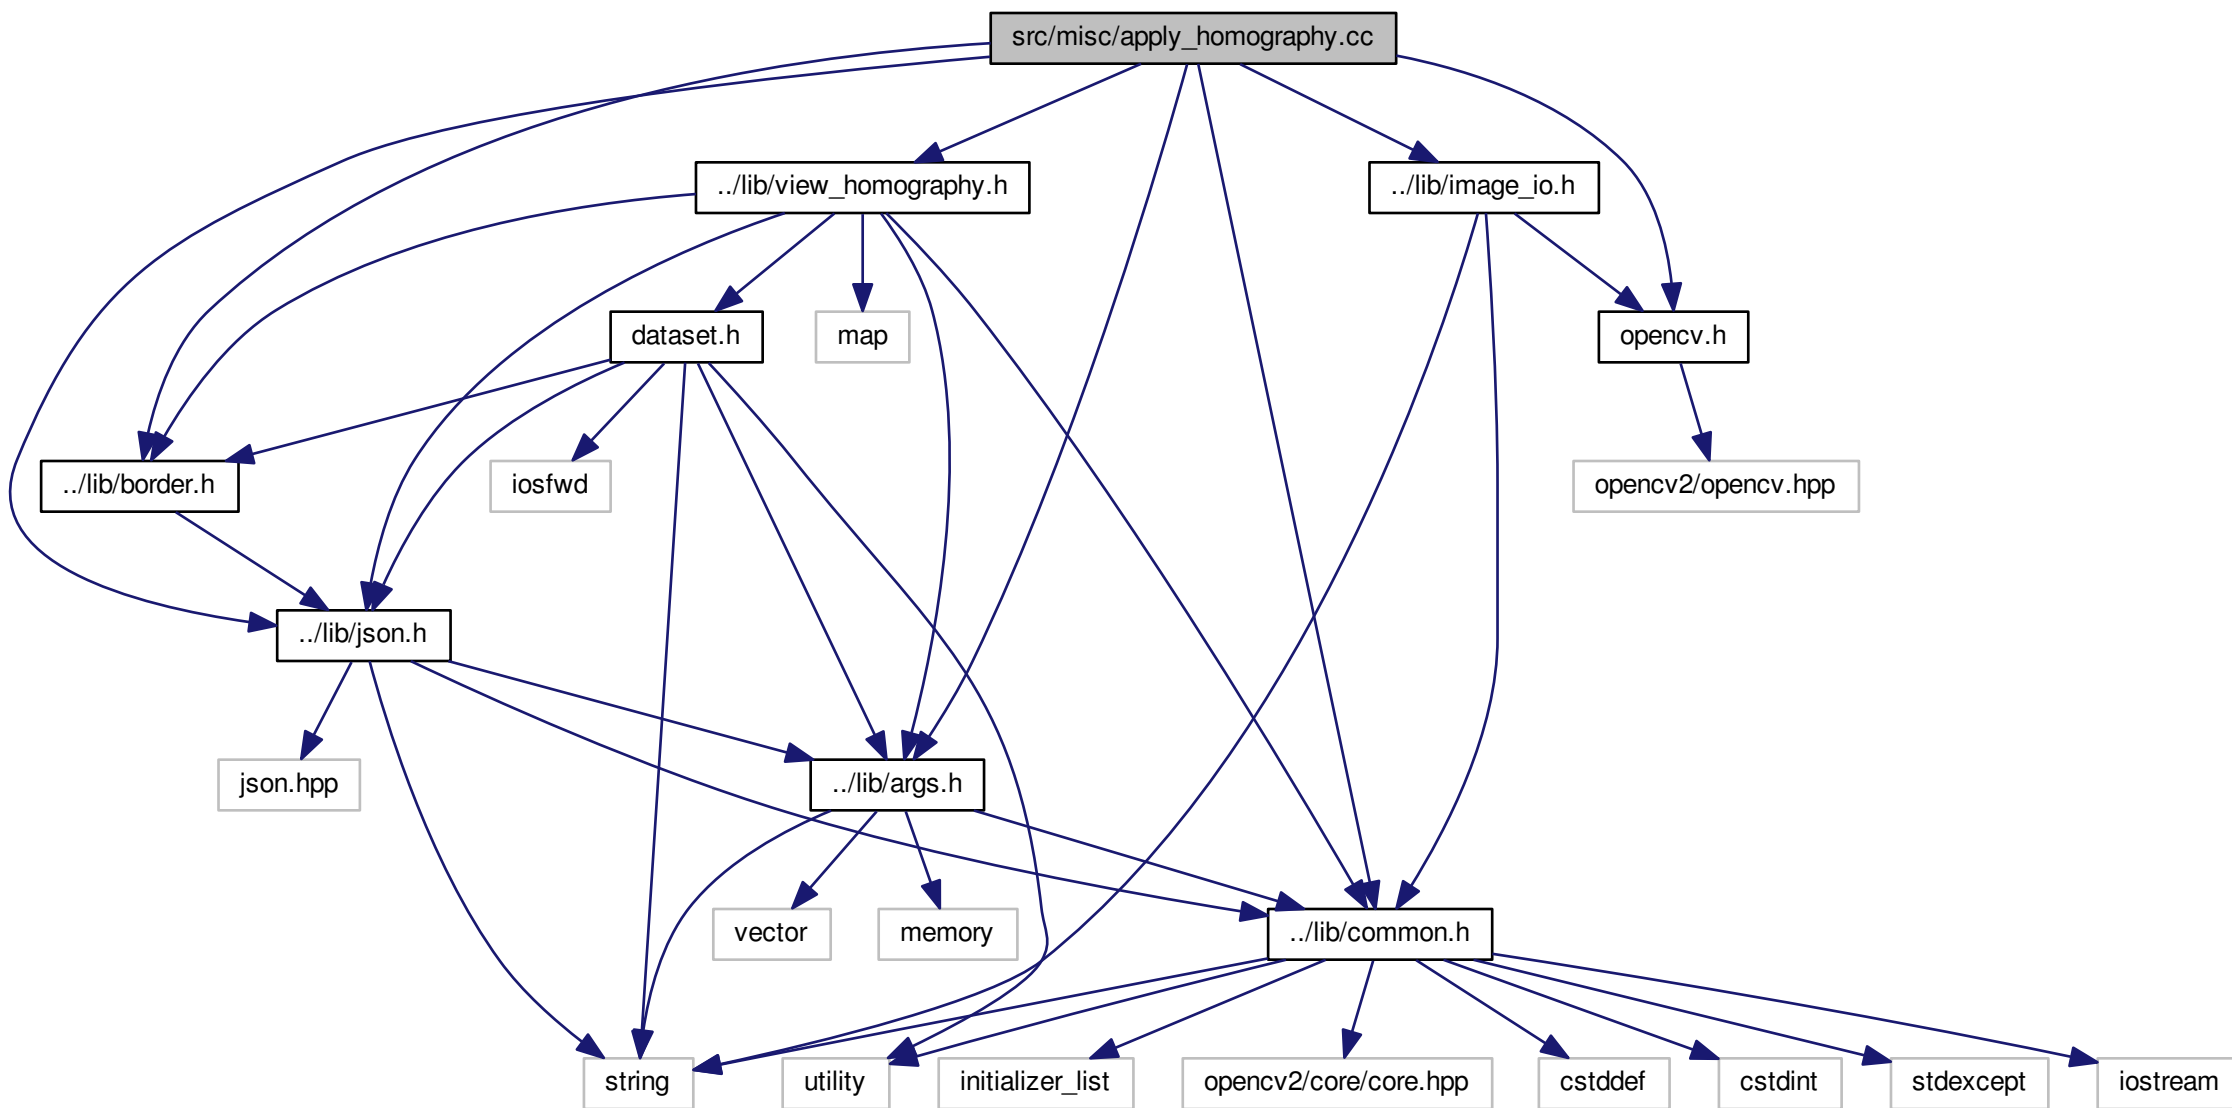 src/misc/apply_homography.cc
../lib/view_homography.h
../lib/image_io.h
dataset.h
map
opencv.h
../lib/border.h
iosfwd
opencv2/opencv.hpp
../lib/json.h
json.hpp
../lib/args.h
vector
memory
../lib/common.h
string
utility
initializer_list
opencv2/core/core.hpp
cstddef
cstdint
stdexcept
iostream